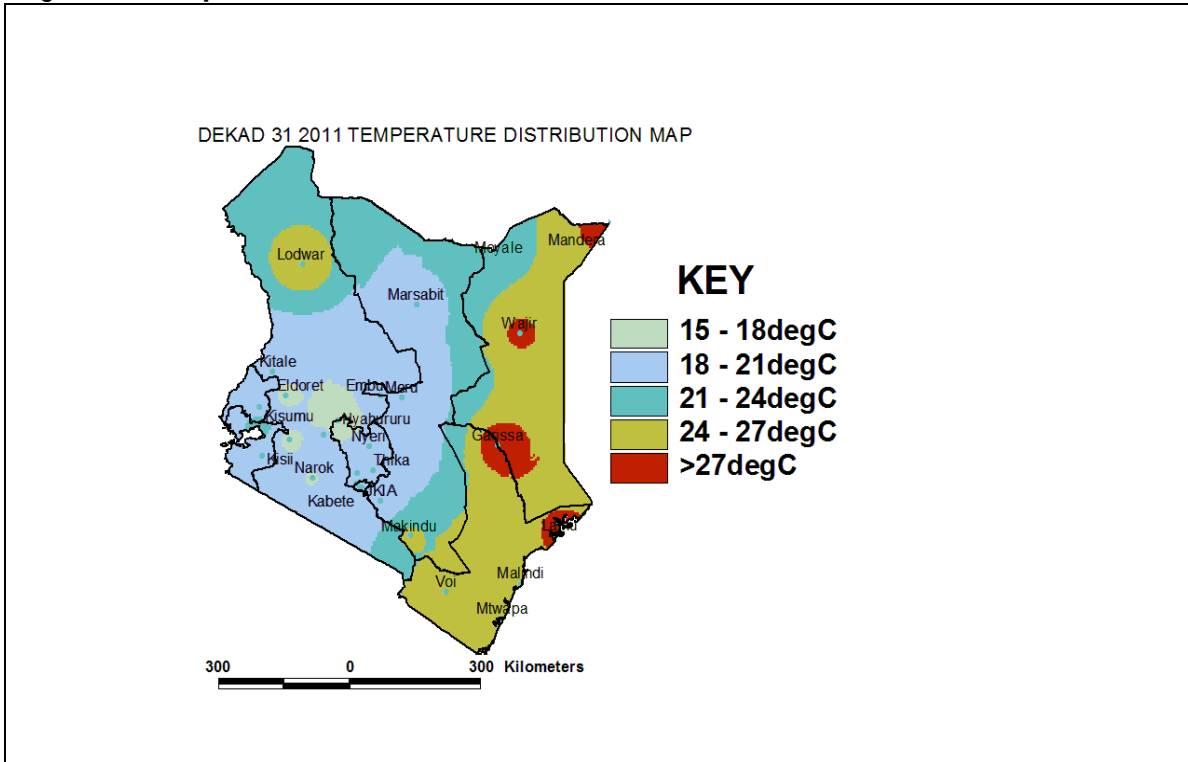 DEKAD 31 2011 TEMPERATURE DISTRIBUTION MAP
Lodwar
Moyale
Mandera
Marsabit
Wajir
Kitale
Eldoret
Embu
Meru
Kisumu
Nyahururu
Nyeri
Garissa
Kisii
Narok
Thika
Kabete
JKIA
Makindu
Lamu
Voi
Malindi
Mtwapa
KEY
15 - 18degC
18 - 21degC
21 - 24degC
24 - 27degC
>27degC
300 0 300 Kilometers